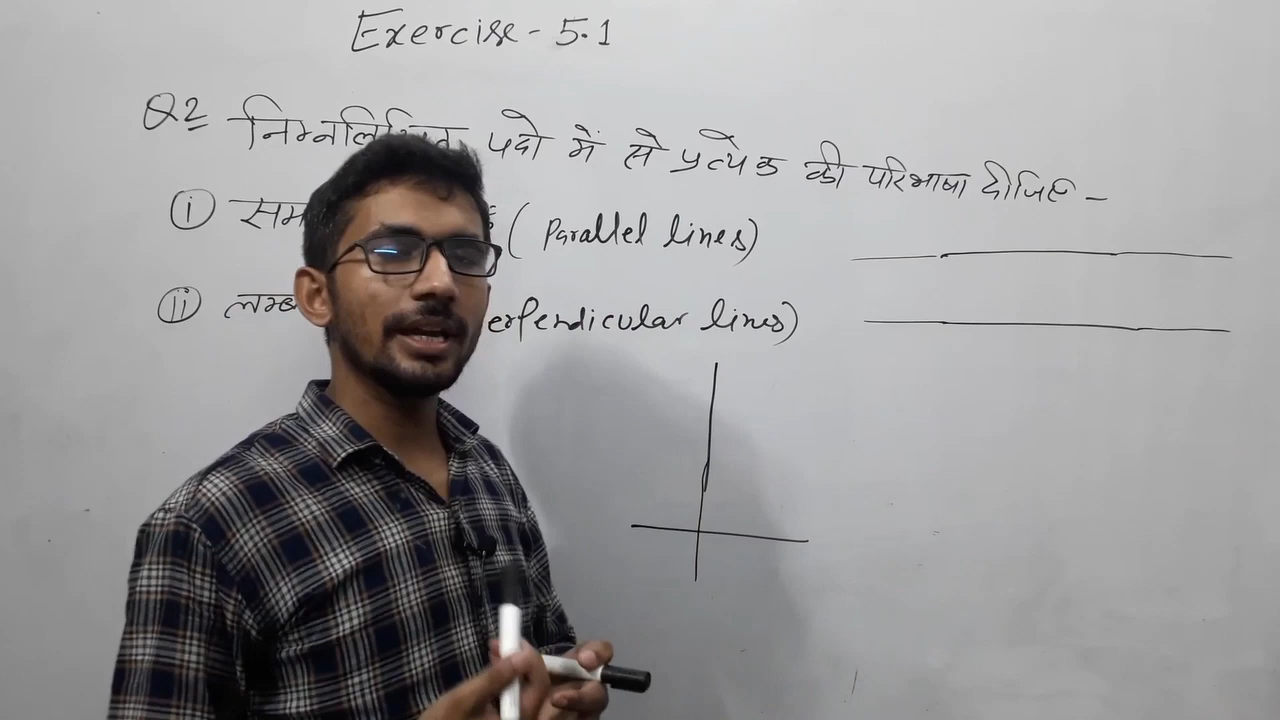 Exercise - 5.1
Q2 निम्नलिखित पदो में से प्रत्येक की परिभाषा दीजिए -
(i) सम ( Parallel lines)
(ii) लम्ब erpendicular lines)